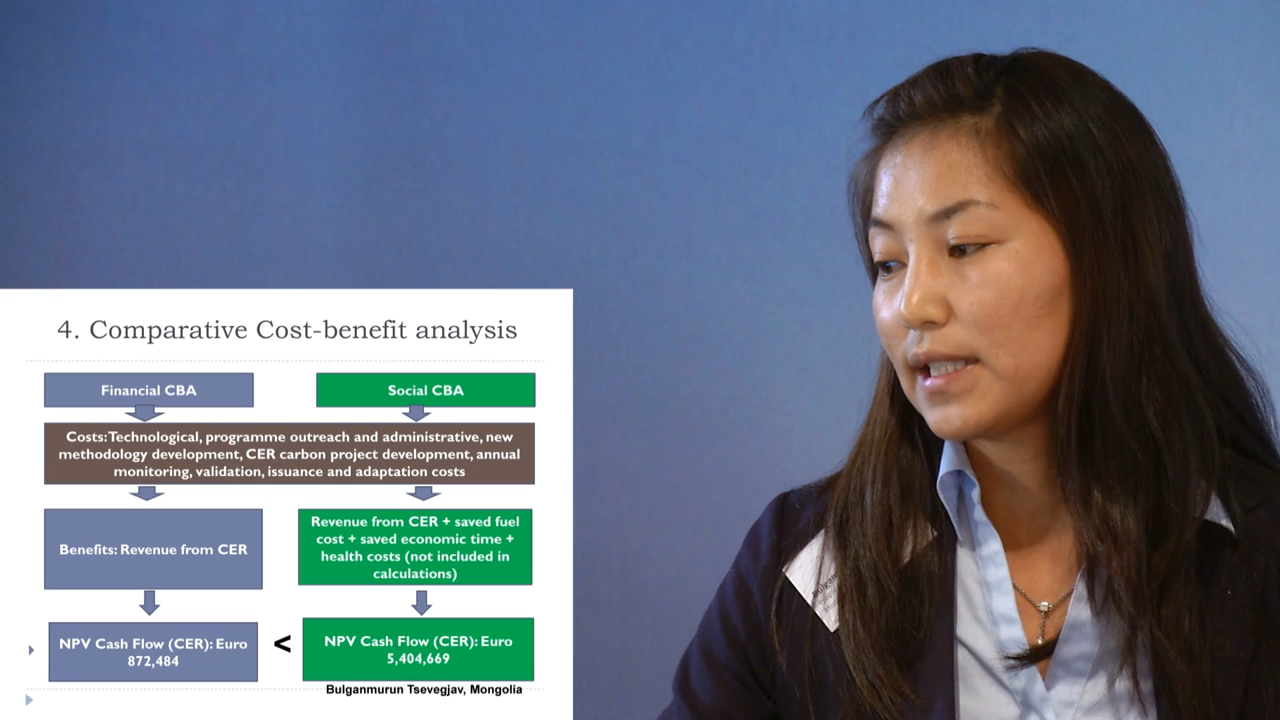 4. Comparative Cost-benefit analysis
Financial CBA
Social CBA
Costs: Technological, programme outreach and administrative, new
methodology development, CER carbon project development, annual
monitoring, validation, issuance and adaptation costs
Benefits: Revenue from CER
Revenue from CER + saved fuel
cost + saved economic time +
health costs (not included in
calculations)
NPV Cash Flow (CER): Euro
872,484
<
NPV Cash Flow (CER): Euro
5,404,669
Bulganmurun Tsevegjav, Mongolia